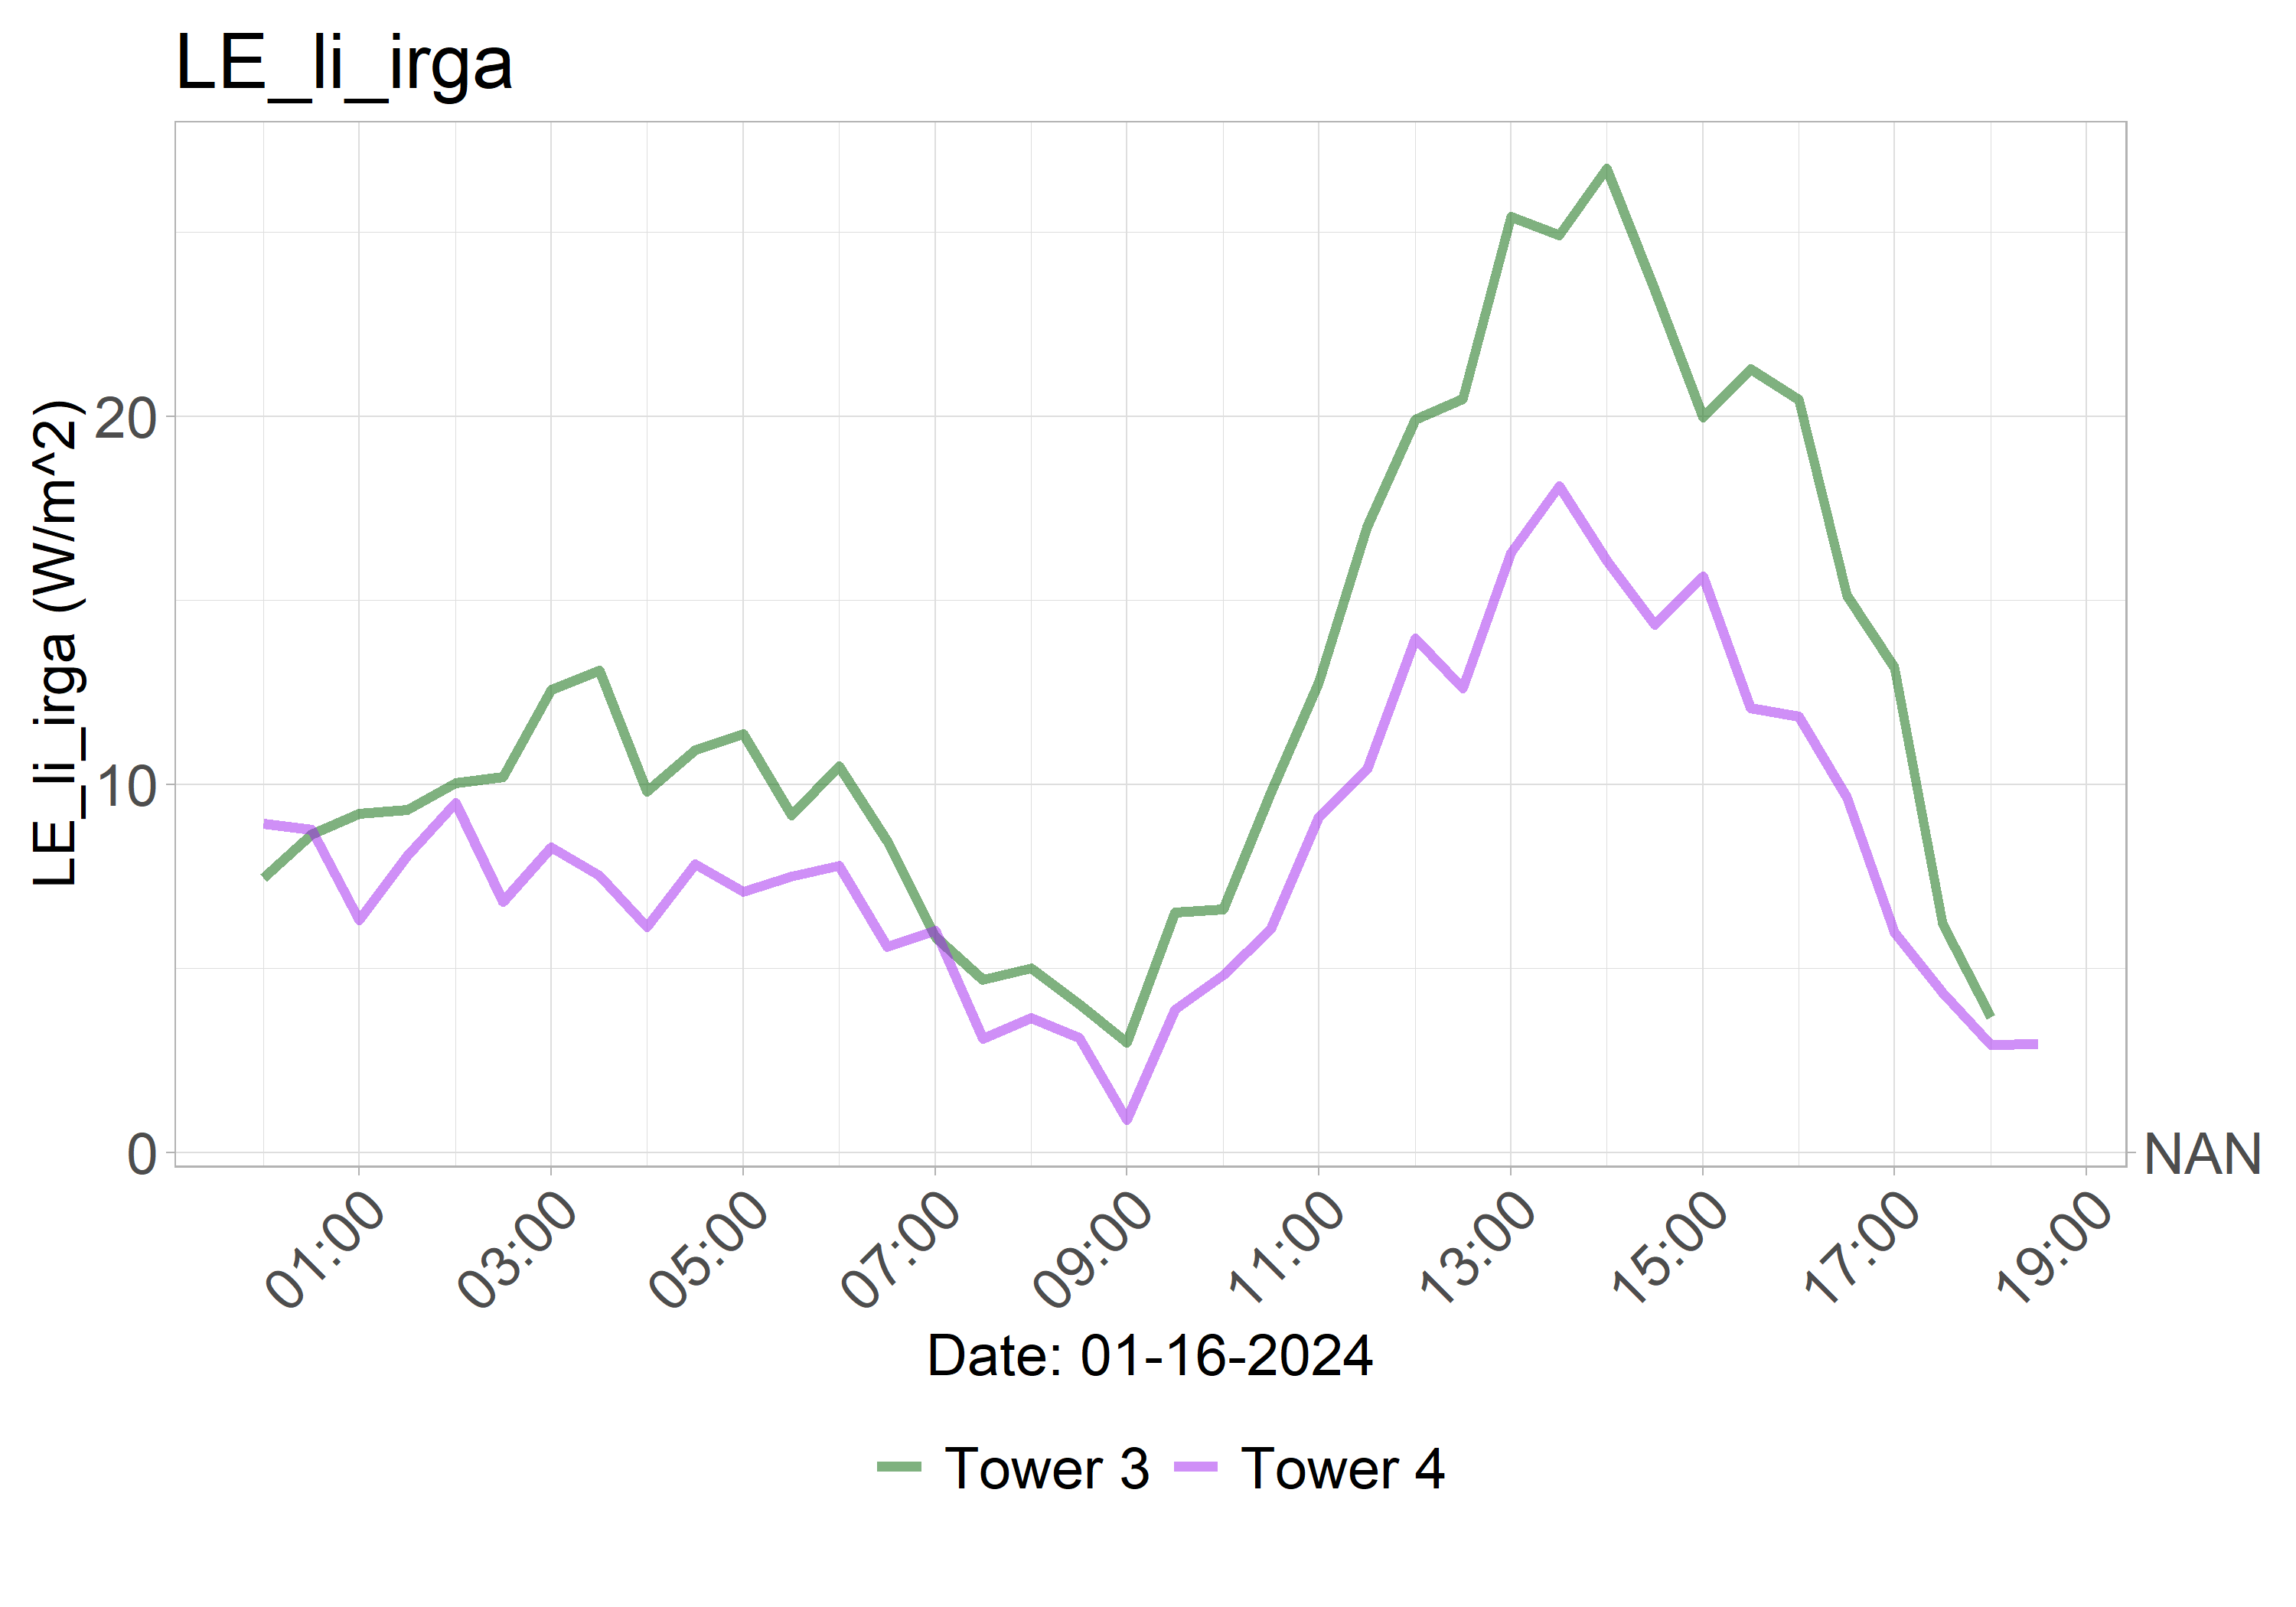 LE_li_irga
LE_li_irga (W/m^2)
20
10
0
NAN
01:00
03:00
05:00
07:00
09:00
11:00
13:00
15:00
17:00
19:00
Date: 01-16-2024
Tower 3
Tower 4